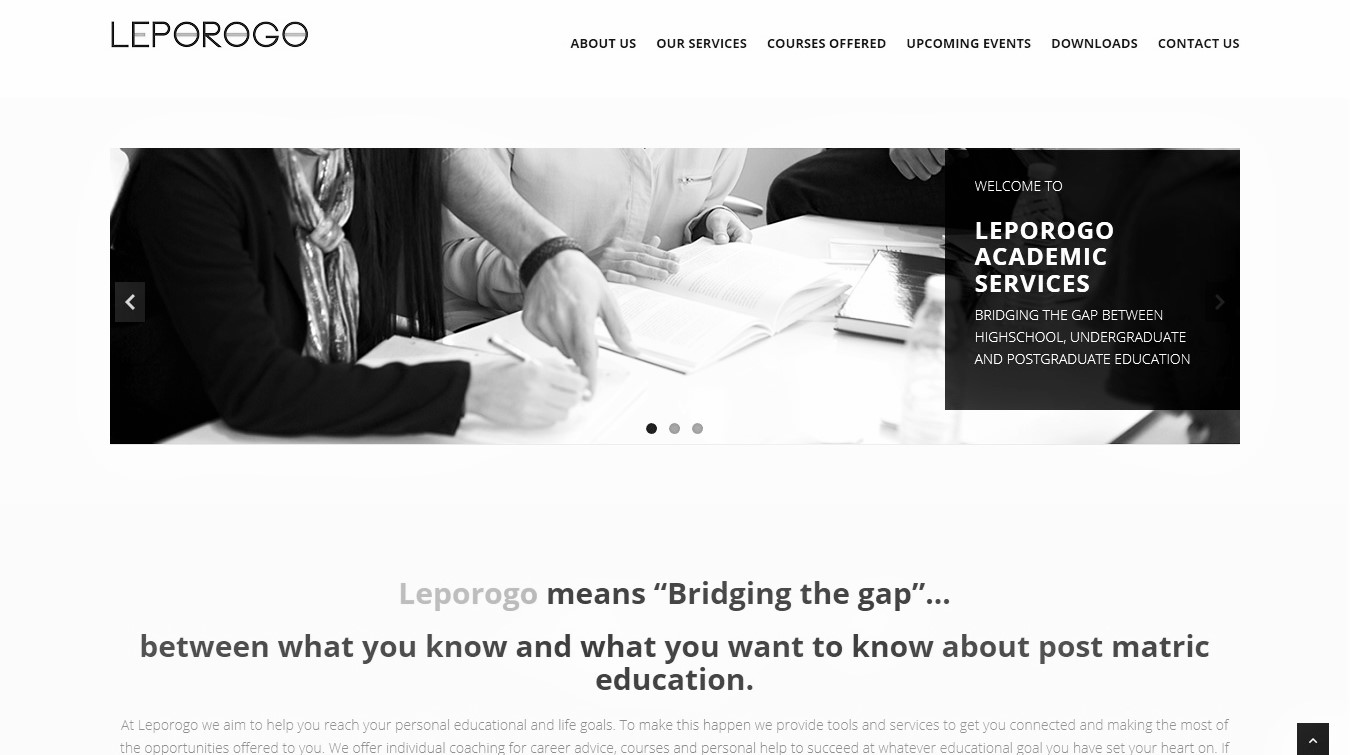 LEPOROGO
ABOUT US OUR SERVICES COURSES OFFERED UPCOMING EVENTS DOWNLOADS CONTACT US
WELCOME TO
LEPOROGO
ACADEMIC
SERVICES
BRIDGING THE GAP BETWEEN
HIGHSCHOOL, UNDERGRADUATE
AND POSTGRADUATE EDUCATION
Leporogo means “Bridging the gap”...
between what you know and what you want to know about post matric
education.
At Leporogo we aim to help you reach your personal educational and life goals. To make this happen we provide tools and services to get you connected and making the most of
the opportunities offered to you. We offer individual coaching for career advice, courses and personal help to succeed at whatever educational goal you have set your heart on. If